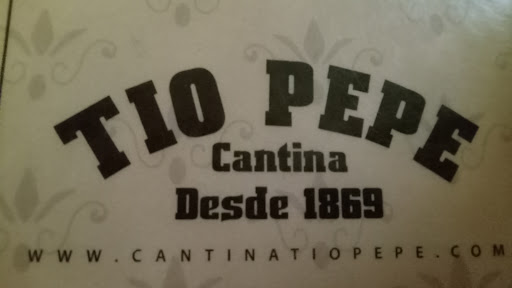 TIO PEPE
Cantina
Desde 1869
WWW.CANTINATIOPEPE.COM